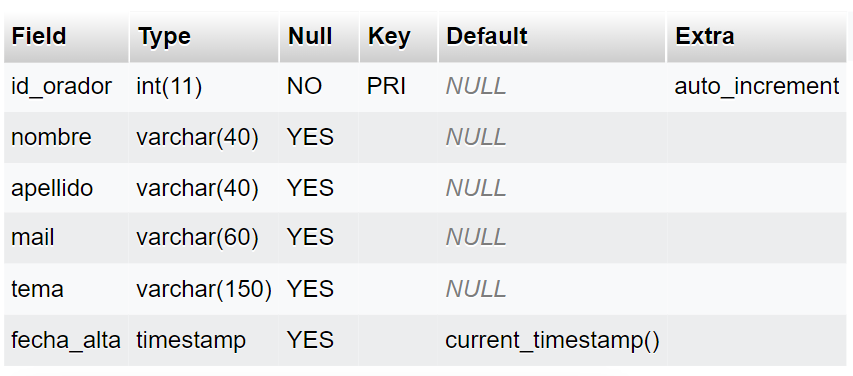 Field Type Null Key Default Extra
id_orador int(11) NO PRI NULL auto_increment
nombre varchar(40) YES NULL
apellido varchar(40) YES NULL
mail varchar(60) YES NULL
tema varchar(150) YES NULL
fecha_alta timestamp YES current_timestamp()